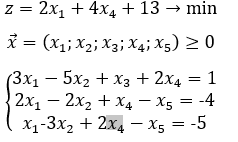 z = 2x₁ + 4x₄ + 13 → min
x⃗ = (x₁; x₂; x₃; x₄; x₅) ≥ 0
3x₁ − 5x₂ + x₃ + 2x₄ = 1
2x₁ − 2x₂ + x₄ − x₅ = -4
x₁-3x₂ + 2x₄ − x₅ = -5